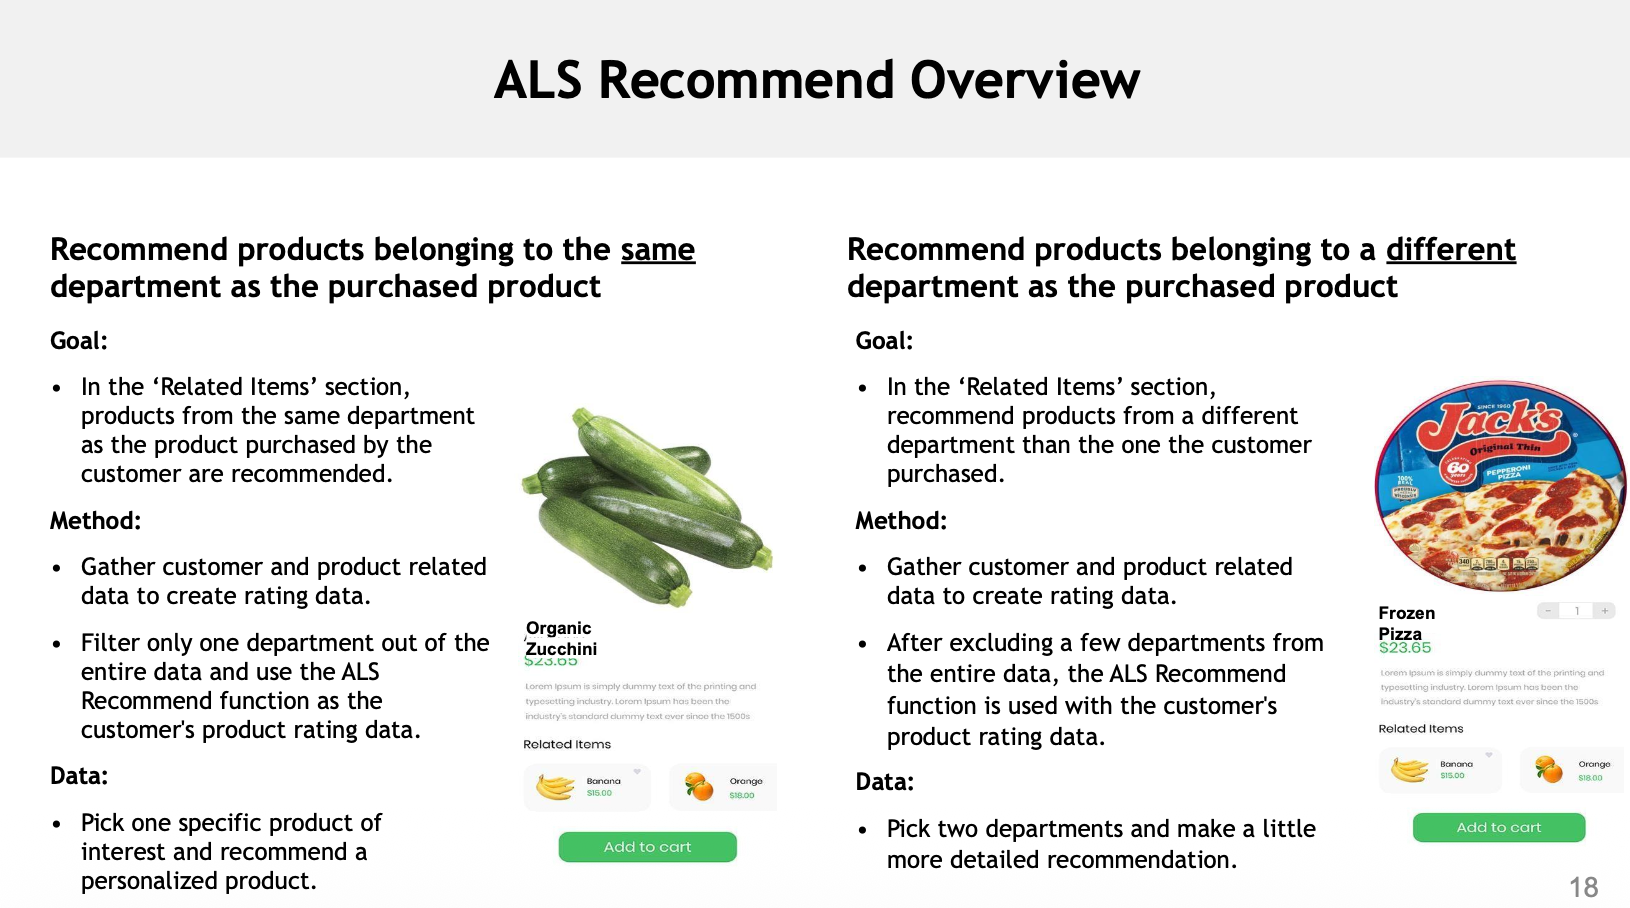 ALS Recommend Overview
Recommend products belonging to the same
department as the purchased product
Goal:
• In the ‘Related Items’ section,
products from the same department
as the product purchased by the
customer are recommended.
Method:
• Gather customer and product related
data to create rating data.
• Filter only one department out of the
entire data and use the ALS
Recommend function as the
customer's product rating data.
Data:
• Pick one specific product of
interest and recommend a
personalized product.
Organic
Zucchini
$23.65
Lorem Ipsum is simply dummy text of the printing and
typesetting industry. Lorem Ipsum has been the
industry's standard dummy text ever since the 1500s
Related Items
Banana
$15.00
Orange
$18.00
Add to cart
Recommend products belonging to a different
department as the purchased product
Goal:
• In the ‘Related Items’ section,
recommend products from a different
department than the one the customer
purchased.
Method:
• Gather customer and product related
data to create rating data.
• After excluding a few departments from
the entire data, the ALS Recommend
function is used with the customer's
product rating data.
Data:
• Pick two departments and make a little
more detailed recommendation.
SINCE 1960
Jack's
Original Thin
60
years
PEPPERONI
PIZZA
100%
REAL
Frozen
Pizza
− 1 +
$23.65
Lorem Ipsum is simply dummy text of the printing and
typesetting industry. Lorem Ipsum has been the
industry's standard dummy text ever since the 1500s
Related Items
Banana
$15.00
Orange
$18.00
Add to cart
18